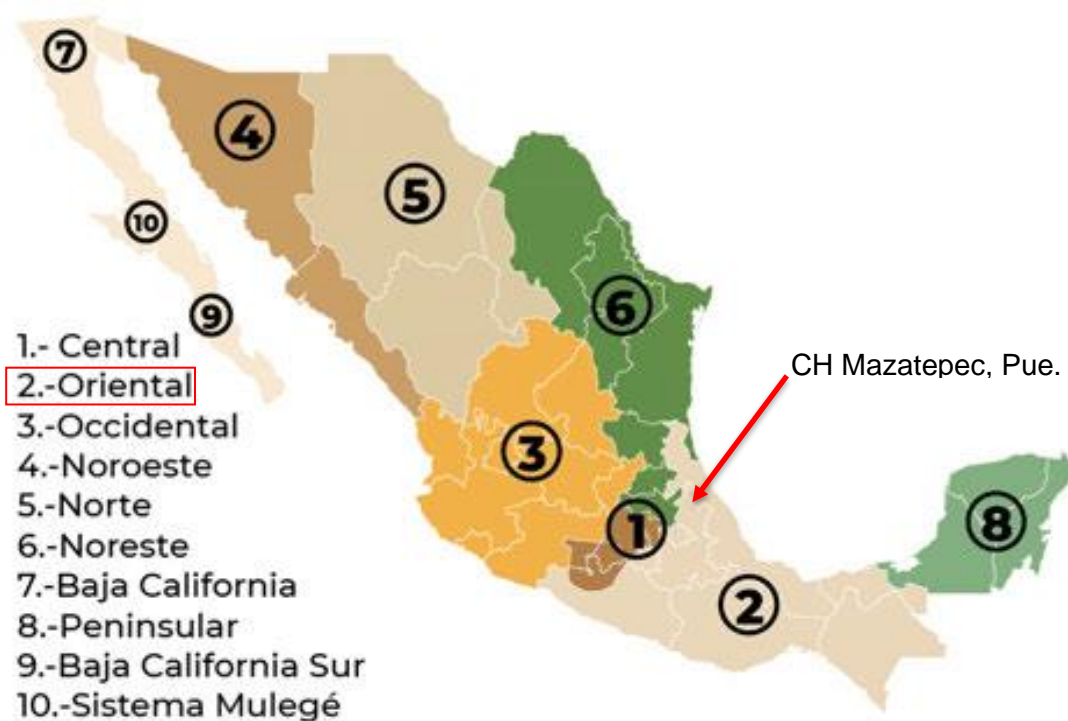 7
4
5
10
6
9
1.- Central
2.-Oriental
3.-Occidental
4.-Noroeste
5.-Norte
6.-Noreste
7.-Baja California
8.-Peninsular
9.-Baja California Sur
10.-Sistema Mulegé
CH Mazatepec, Pue.
3
1
8
2